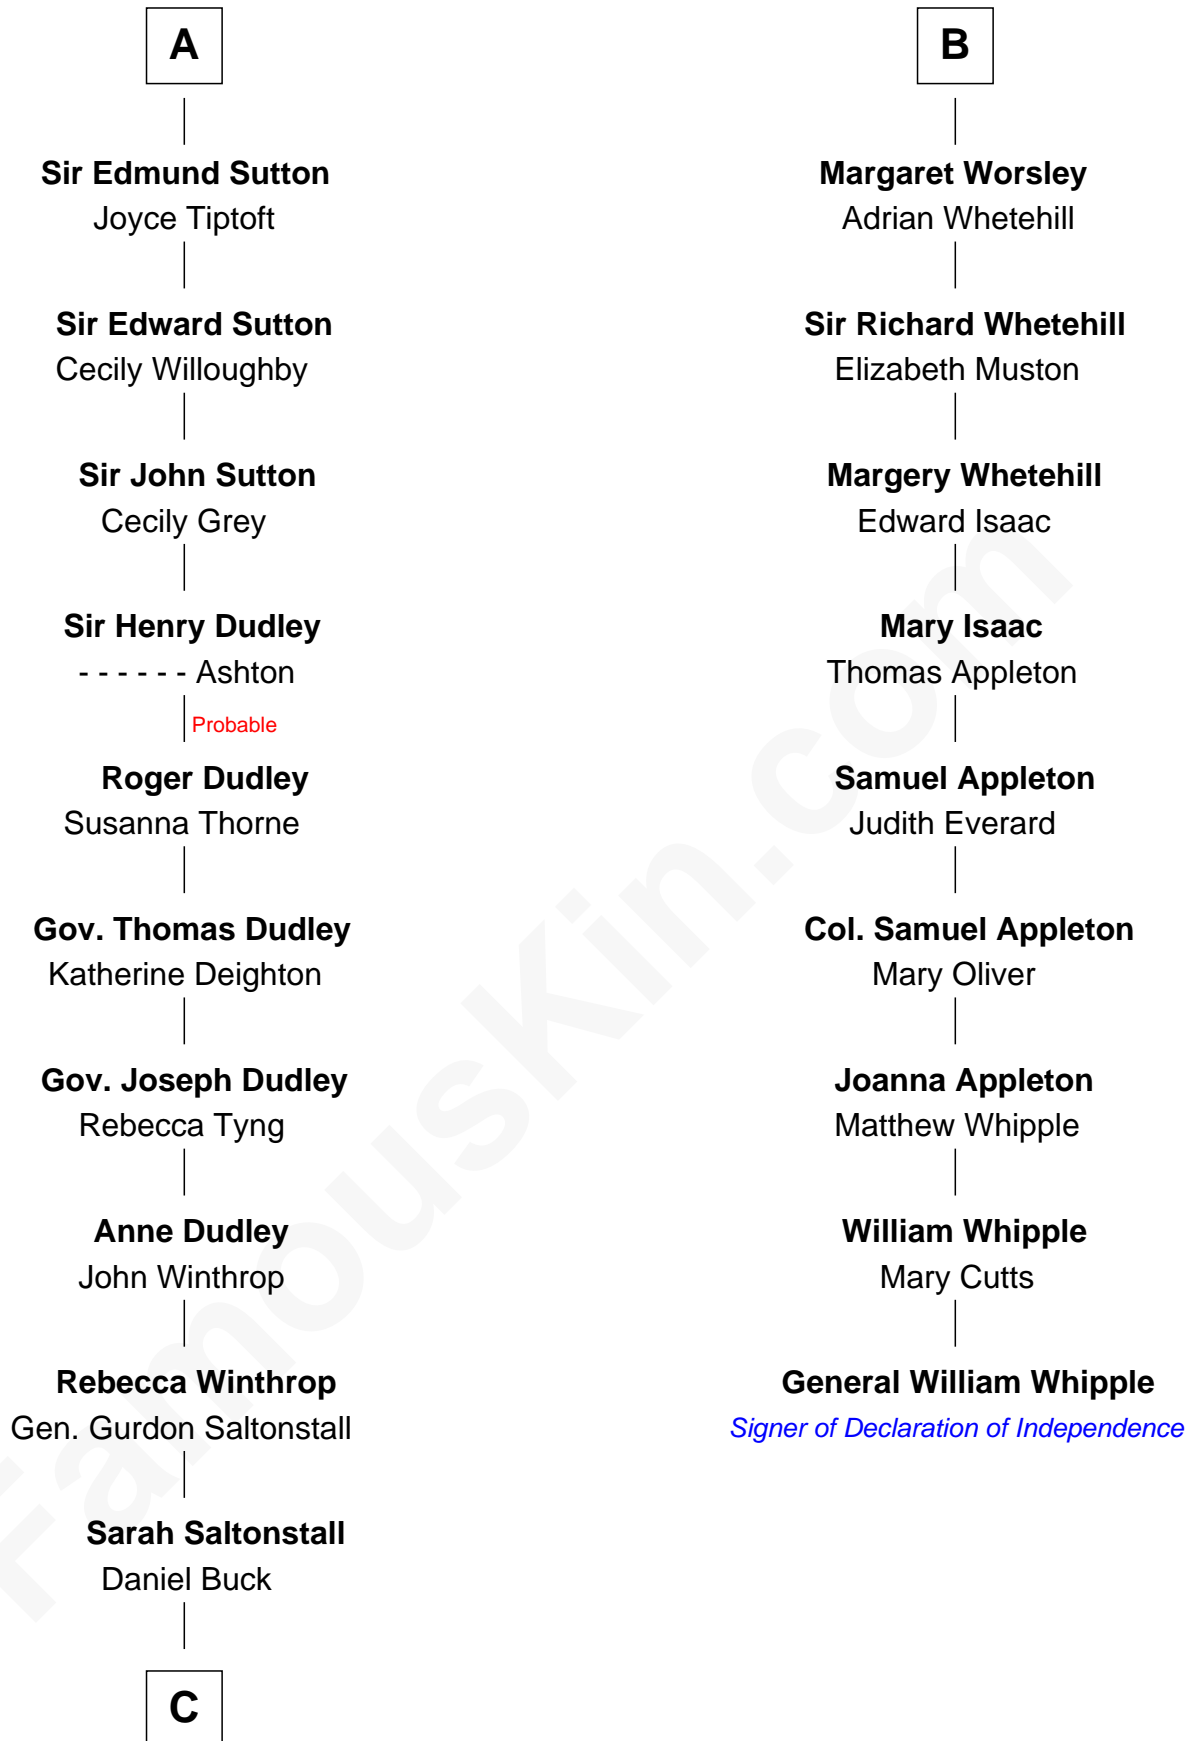 A
Sir Edmund Sutton
Joyce Tiptoft
Sir Edward Sutton
Cecily Willoughby
Sir John Sutton
Cecily Grey
Sir Henry Dudley
- - - - - - Ashton
Probable
Roger Dudley
Susanna Thorne
Gov. Thomas Dudley
Katherine Deighton
Gov. Joseph Dudley
Rebecca Tyng
Anne Dudley
John Winthrop
Rebecca Winthrop
Gen. Gurdon Saltonstall
Sarah Saltonstall
Daniel Buck
C
B
Margaret Worsley
Adrian Whetehill
Sir Richard Whetehill
Elizabeth Muston
Margery Whetehill
Edward Isaac
Mary Isaac
Thomas Appleton
Samuel Appleton
Judith Everard
Col. Samuel Appleton
Mary Oliver
Joanna Appleton
Matthew Whipple
William Whipple
Mary Cutts
General William Whipple
Signer of Declaration of Independence
FamousKin.com